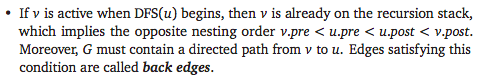 • If v is active when DFS(u) begins, then v is already on the recursion stack,
which implies the opposite nesting order v.pre < u.pre < u.post < v.post.
Moreover, G must contain a directed path from v to u. Edges satisfying this
condition are called back edges.